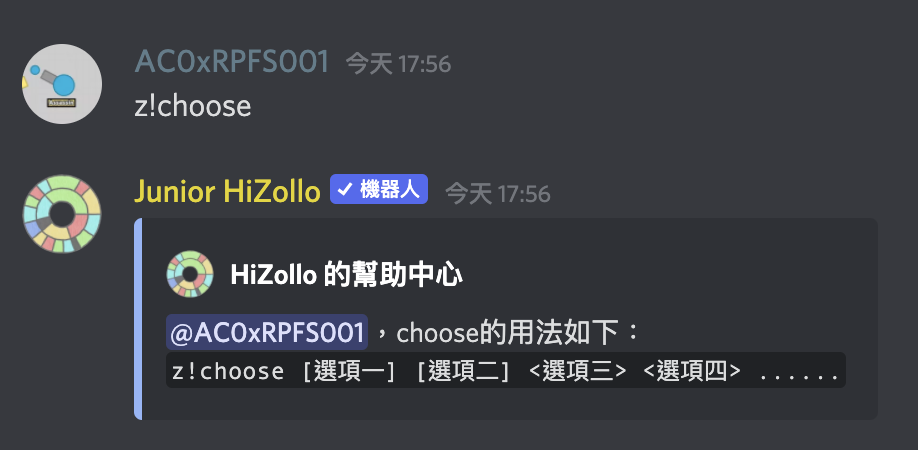 AC0xRPFS001 今天 17:56
z!choose
Junior HiZollo ✓ 機器人 今天 17:56
HiZollo 的幫助中心
@AC0xRPFS001，choose的用法如下：
z!choose [選項一] [選項二] <選項三> <選項四> ......